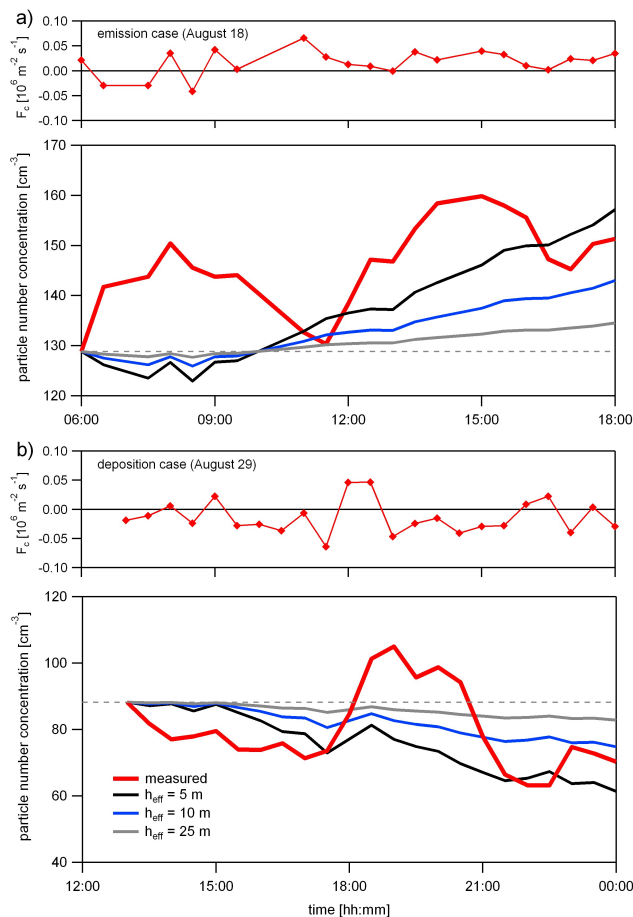 a)
emission case (August 18)
F_c [10^6 m^-2 s^-1]
0.10
0.05
0.00
-0.05
-0.10
particle number concentration [cm^-3]
170
160
150
140
130
120
06:00 09:00 12:00 15:00 18:00
b)
deposition case (August 29)
F_c [10^6 m^-2 s^-1]
0.10
0.05
0.00
-0.05
-0.10
particle number concentration [cm^-3]
120
100
80
60
40
measured
h_eff = 5 m
h_eff = 10 m
h_eff = 25 m
12:00 15:00 18:00 21:00 00:00
time [hh:mm]